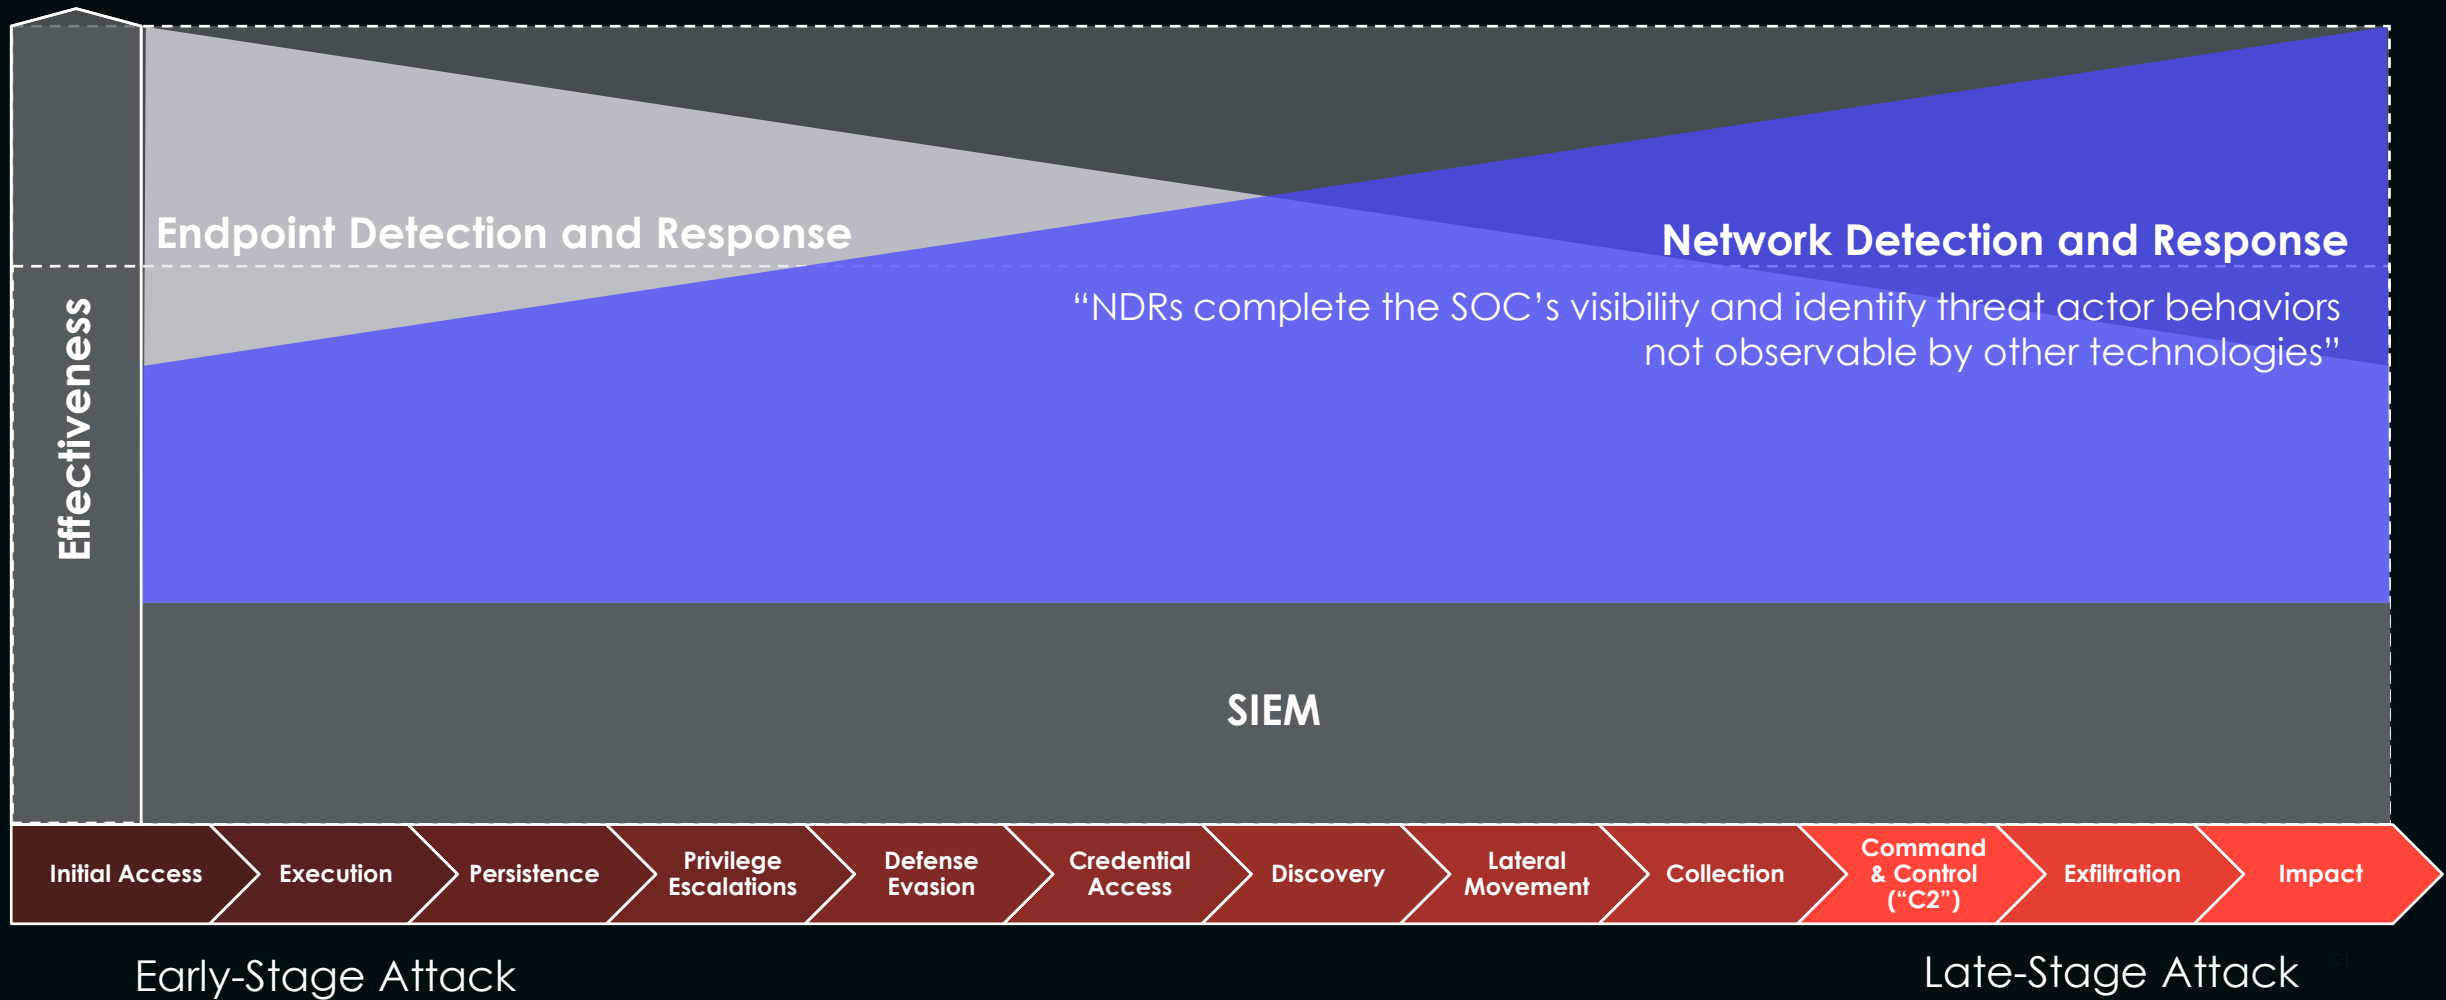 Endpoint Detection and Response
Network Detection and Response
“NDRs complete the SOC’s visibility and identify threat actor behaviors
not observable by other technologies”
Effectiveness
SIEM
Initial Access
Execution
Persistence
Privilege
Escalations
Defense
Evasion
Credential
Access
Discovery
Lateral
Movement
Collection
Command
& Control
(“C2”)
Exfiltration
Impact
Early-Stage Attack
Late-Stage Attack
21